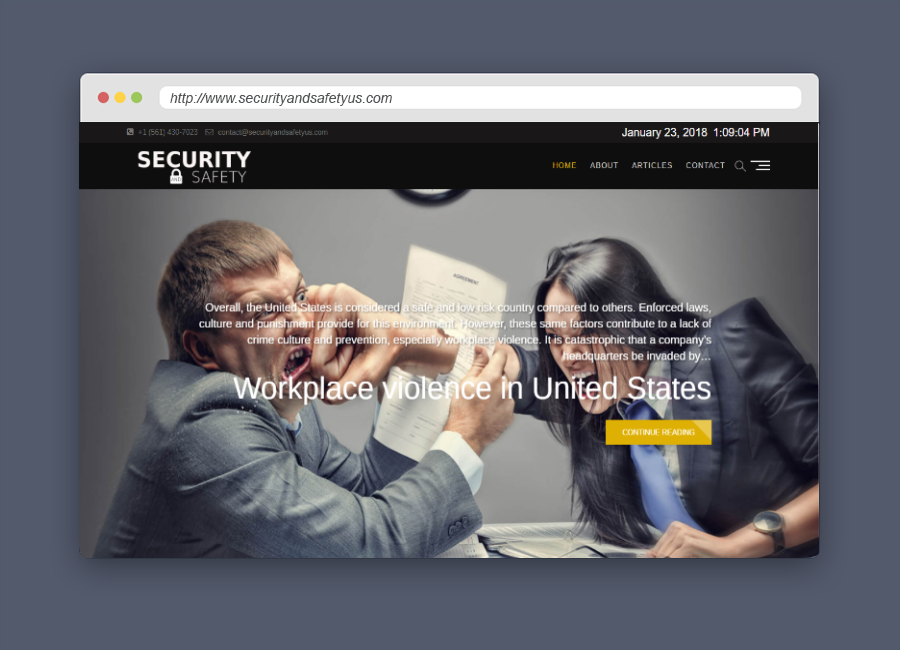 http://www.securityandsafetyus.com
+1 (561) 430-7023 contact@securityandsafetyus.com
January 23, 2018 1:09:04 PM
SECURITY
AND SAFETY
HOME ABOUT ARTICLES CONTACT
AGREEMENT
Overall, the United States is considered a safe and low risk country compared to others. Enforced laws,
culture and punishment provide for this environment. However, these same factors contribute to a lack of
crime culture and prevention, especially workplace violence. It is catastrophic that a company's
headquarters be invaded by…
Workplace violence in United States
CONTINUE READING